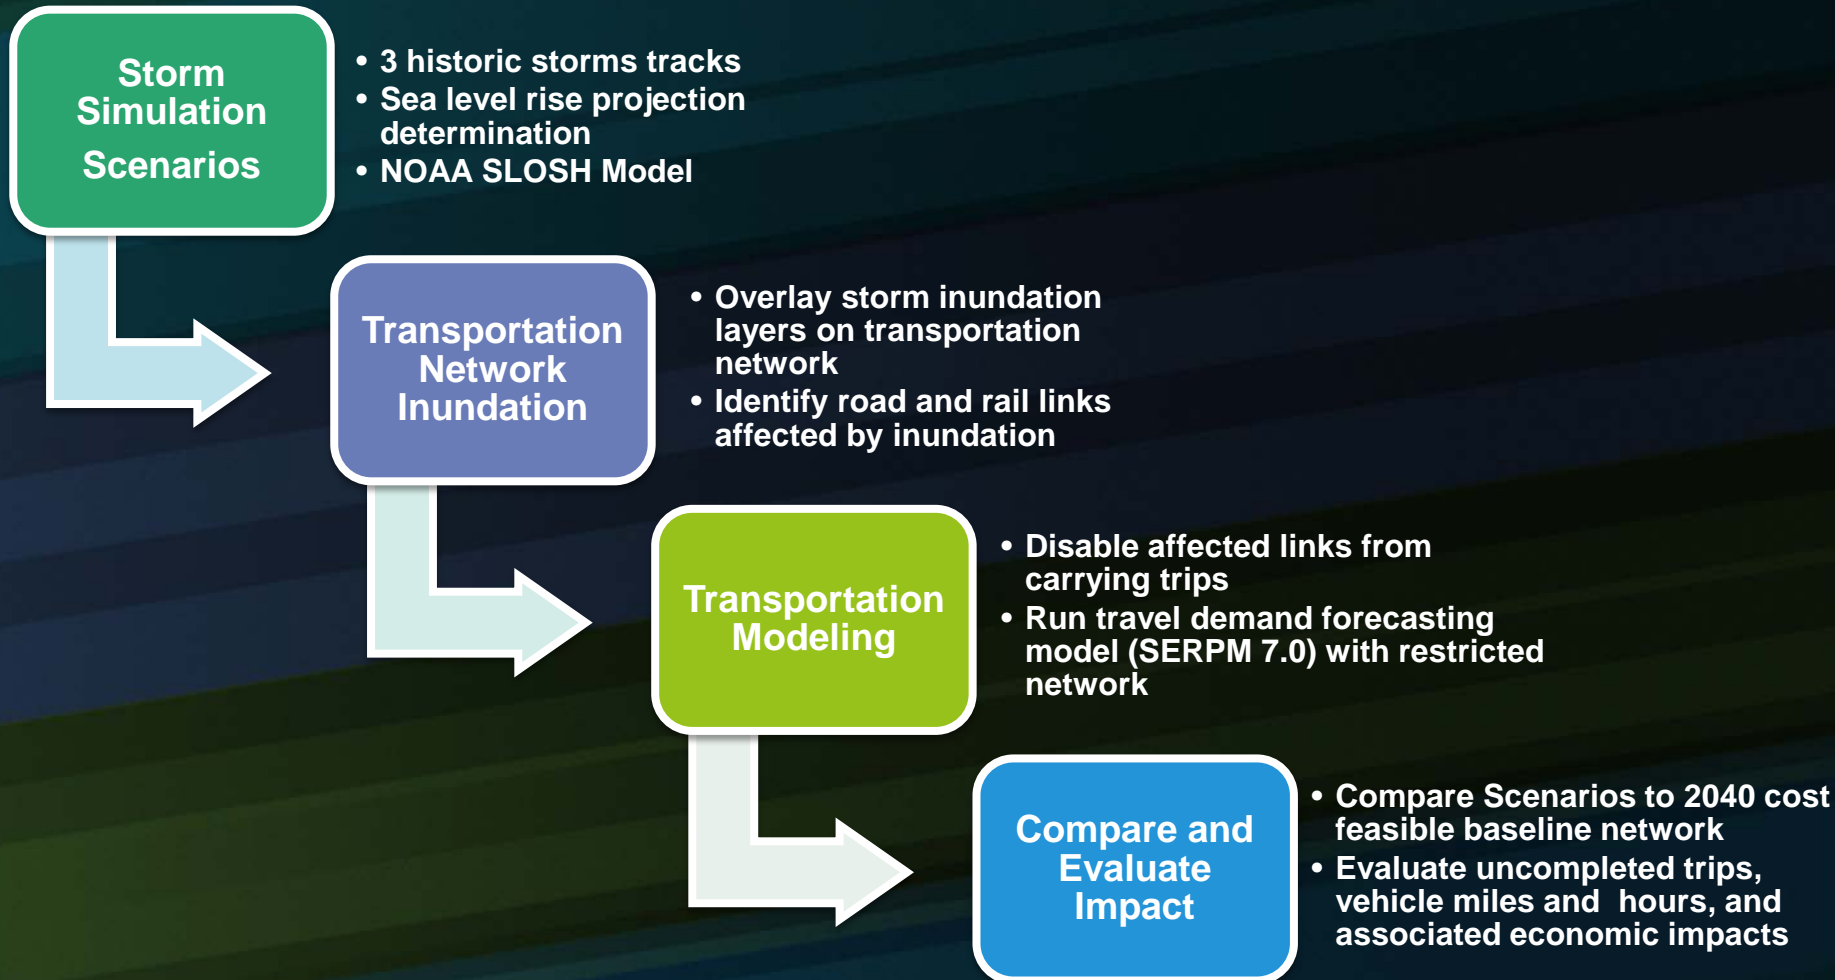 Storm
Simulation
Scenarios
• 3 historic storms tracks
• Sea level rise projection
determination
• NOAA SLOSH Model
Transportation
Network
Inundation
• Overlay storm inundation
layers on transportation
network
• Identify road and rail links
affected by inundation
Transportation
Modeling
• Disable affected links from
carrying trips
• Run travel demand forecasting
model (SERPM 7.0) with restricted
network
Compare and
Evaluate
Impact
• Compare Scenarios to 2040 cost
feasible baseline network
• Evaluate uncompleted trips,
vehicle miles and hours, and
associated economic impacts